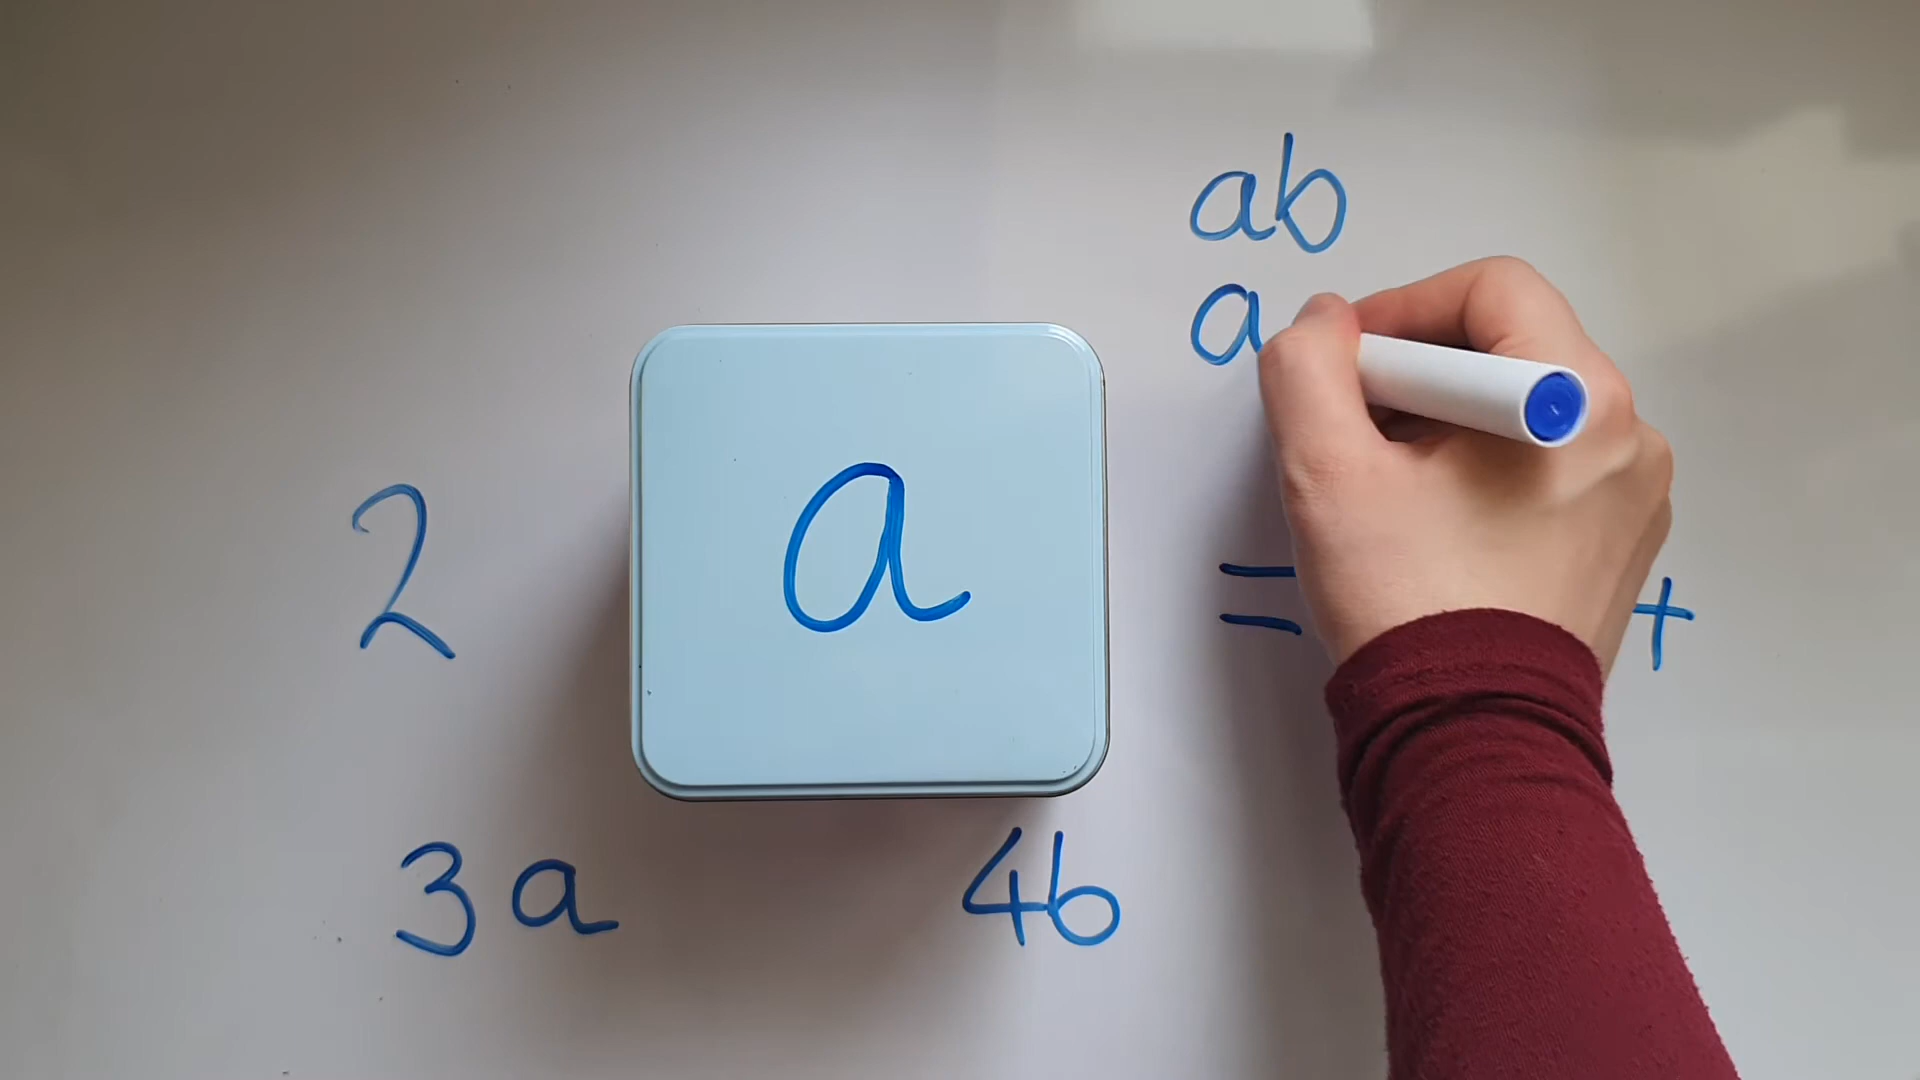 ab
a
2 a = +
3a 4b